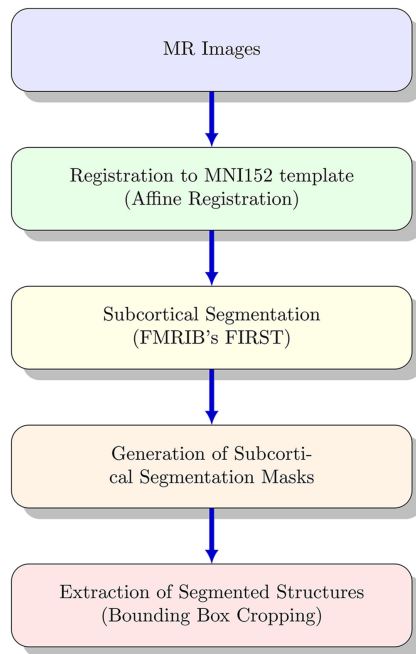 MR Images
Registration to MNI152 template
(Affine Registration)
Subcortical Segmentation
(FMRIB's FIRST)
Generation of Subcorti-
cal Segmentation Masks
Extraction of Segmented Structures
(Bounding Box Cropping)